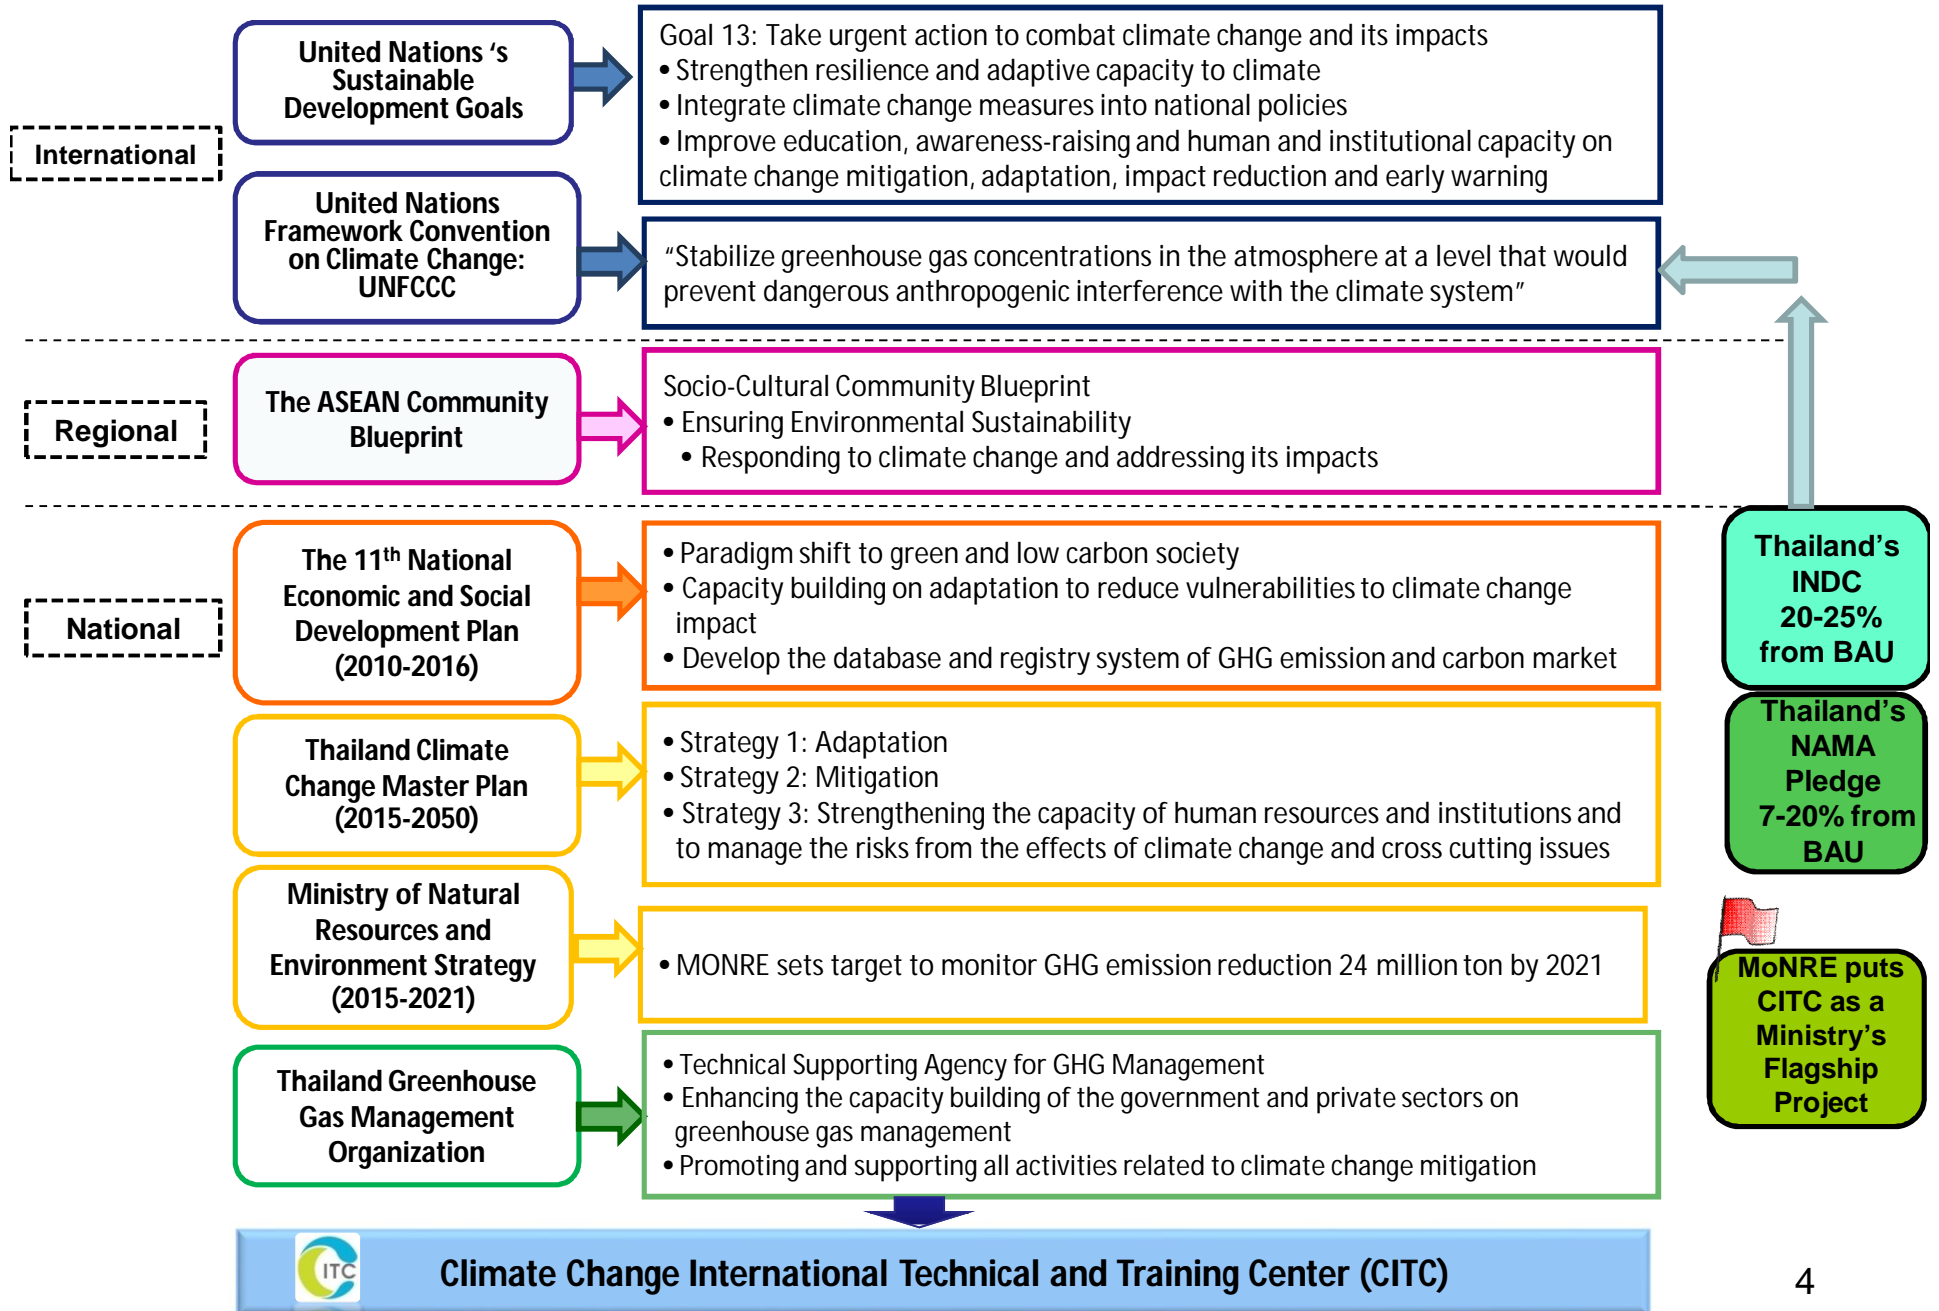 International
United Nations ‘s
Sustainable
Development Goals
Goal 13: Take urgent action to combat climate change and its impacts
• Strengthen resilience and adaptive capacity to climate
• Integrate climate change measures into national policies
• Improve education, awareness-raising and human and institutional capacity on
climate change mitigation, adaptation, impact reduction and early warning
United Nations
Framework Convention
on Climate Change:
UNFCCC
“Stabilize greenhouse gas concentrations in the atmosphere at a level that would
prevent dangerous anthropogenic interference with the climate system”
Regional
The ASEAN Community
Blueprint
Socio-Cultural Community Blueprint
• Ensuring Environmental Sustainability
• Responding to climate change and addressing its impacts
National
The 11th National
Economic and Social
Development Plan
(2010-2016)
• Paradigm shift to green and low carbon society
• Capacity building on adaptation to reduce vulnerabilities to climate change
impact
• Develop the database and registry system of GHG emission and carbon market
Thailand’s
INDC
20-25%
from BAU
Thailand Climate
Change Master Plan
(2015-2050)
• Strategy 1: Adaptation
• Strategy 2: Mitigation
• Strategy 3: Strengthening the capacity of human resources and institutions and
to manage the risks from the effects of climate change and cross cutting issues
Thailand’s
NAMA
Pledge
7-20% from
BAU
Ministry of Natural
Resources and
Environment Strategy
(2015-2021)
• MONRE sets target to monitor GHG emission reduction 24 million ton by 2021
MoNRE puts
CITC as a
Ministry’s
Flagship
Project
Thailand Greenhouse
Gas Management
Organization
• Technical Supporting Agency for GHG Management
• Enhancing the capacity building of the government and private sectors on
greenhouse gas management
• Promoting and supporting all activities related to climate change mitigation
ITC
Climate Change International Technical and Training Center (CITC)
4